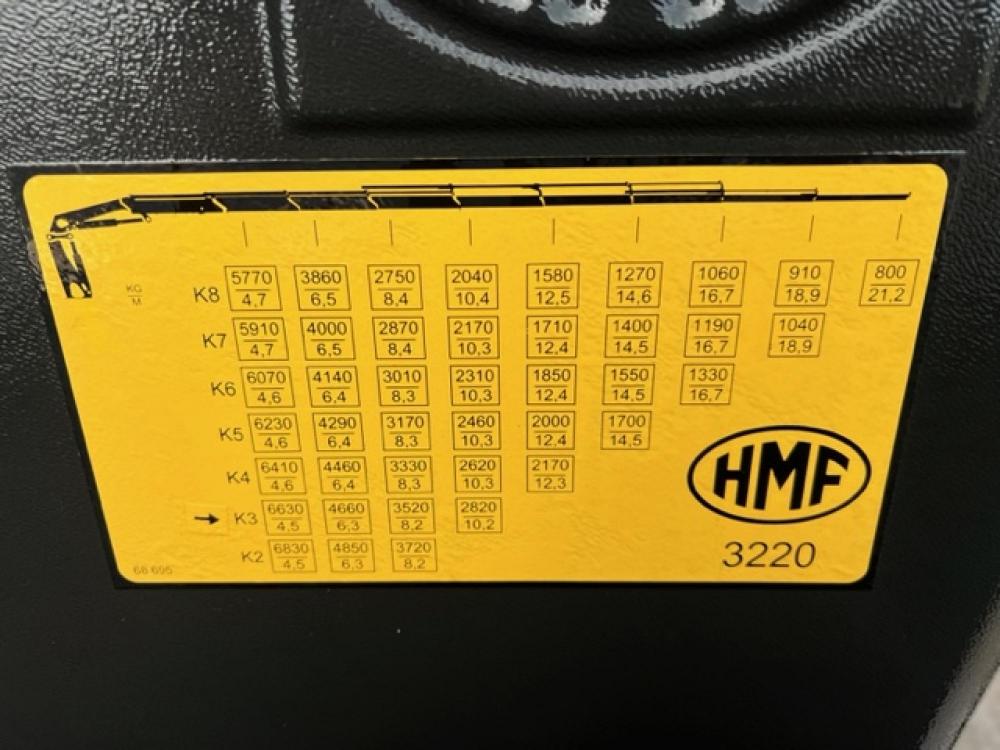 KG
M
K8 5770 3860 2750 2040 1580 1270 1060 910 800
4,7 6,5 8,4 10,4 12,5 14,6 16,7 18,9 21,2
K7 5910 4000 2870 2170 1710 1400 1190 1040
4,7 6,5 8,4 10,3 12,4 14,5 16,7 18,9
K6 6070 4140 3010 2310 1850 1550 1330
4,6 6,4 8,3 10,3 12,4 14,5 16,7
K5 6230 4290 3170 2460 2000 1700
4,6 6,4 8,3 10,3 12,4 14,5
K4 6410 4460 3330 2620 2170
4,6 6,4 8,3 10,3 12,3
→ K3 6630 4660 3520 2820
4,5 6,3 8,2 10,2
K2 6830 4850 3720
4,5 6,3 8,2
HMF
3220
68 695